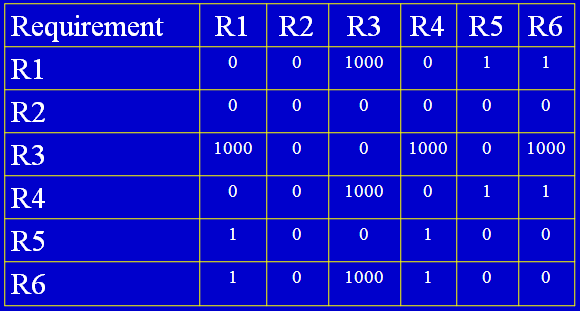 Requirement R1 R2 R3 R4 R5 R6
R1 0 0 1000 0 1 1
R2 0 0 0 0 0 0
R3 1000 0 0 1000 0 1000
R4 0 0 1000 0 1 1
R5 1 0 0 1 0 0
R6 1 0 1000 1 0 0